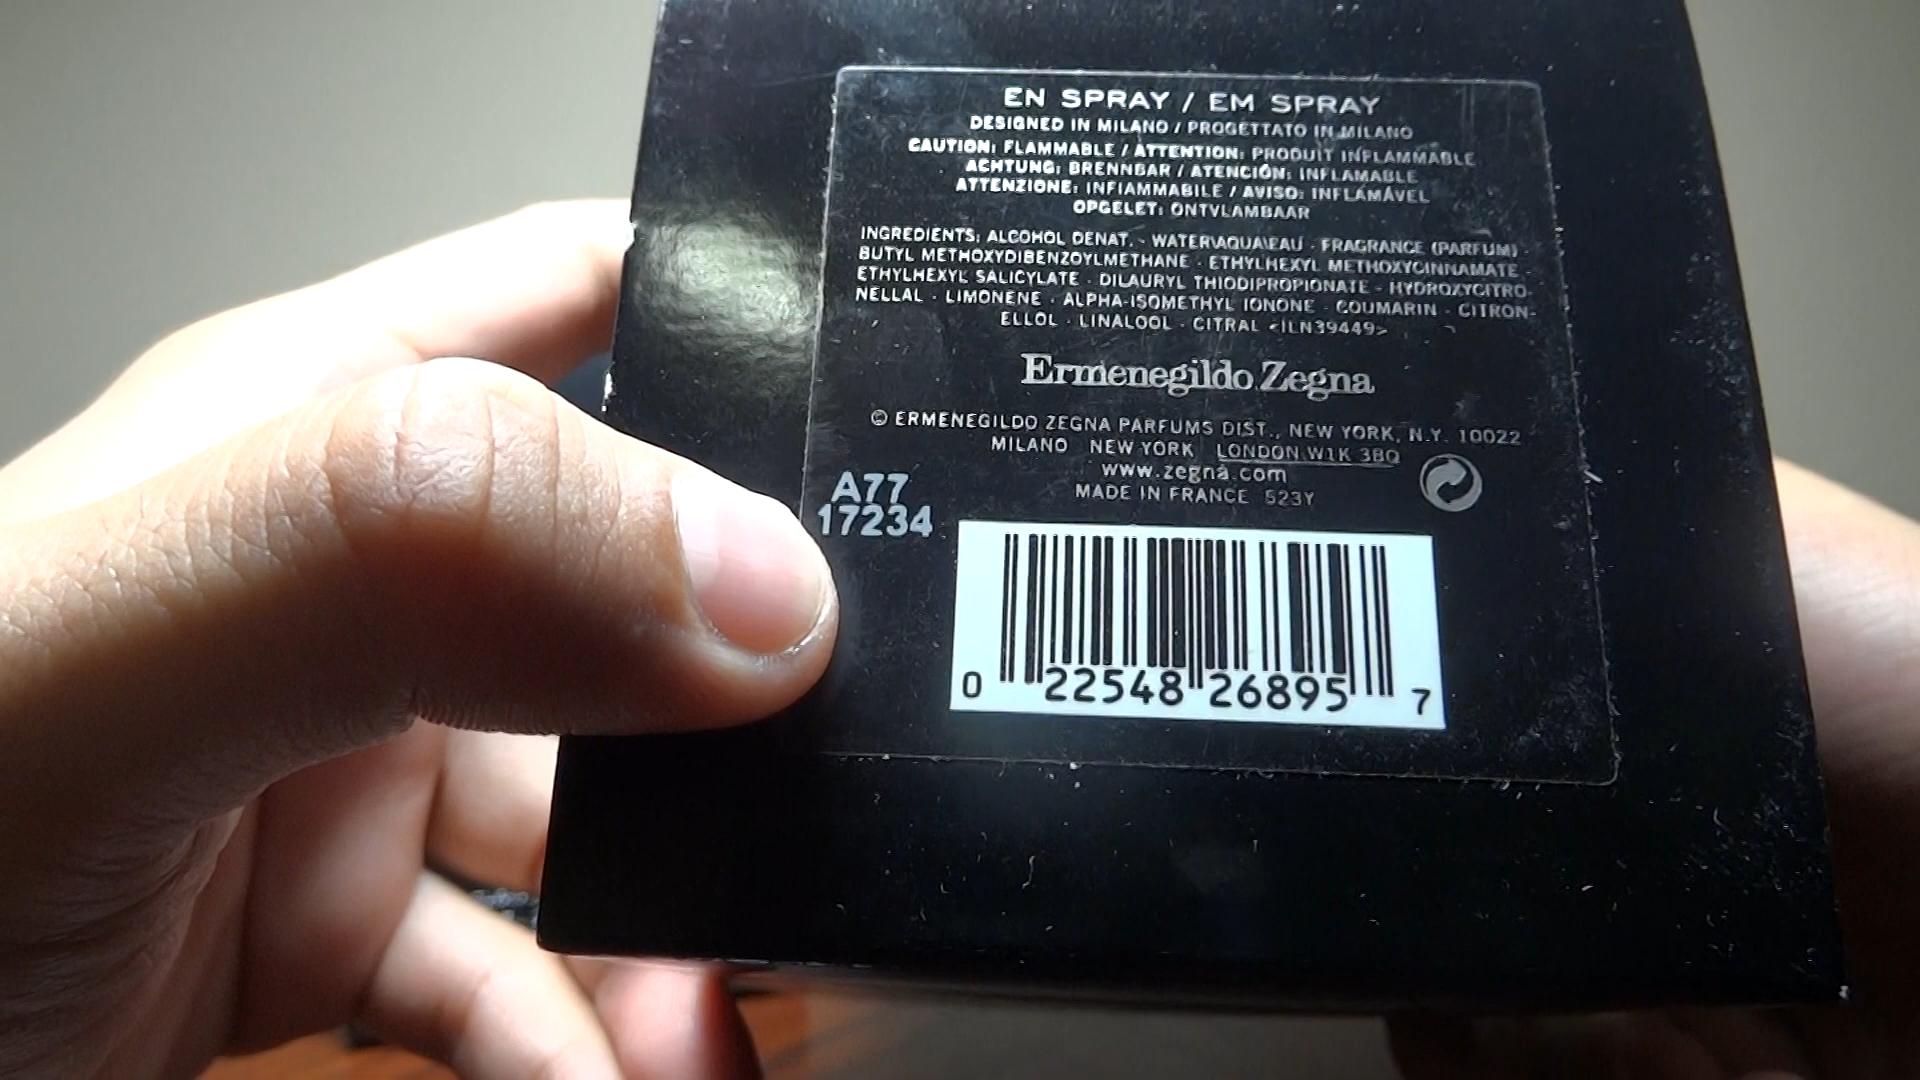 EN SPRAY / EM SPRAY
DESIGNED IN MILANO / PROGETTATO IN MILANO
CAUTION: FLAMMABLE / ATTENTION: PRODUIT INFLAMMABLE
ACHTUNG: BRENNBAR / ATENCIÓN: INFLAMABLE
ATTENZIONE: INFIAMMABILE / AVISO: INFLAMÁVEL
OPGELET: ONTVLAMBAAR
INGREDIENTS: ALCOHOL DENAT. · WATER\AQUA\EAU · FRAGRANCE (PARFUM) ·
BUTYL METHOXYDIBENZOYLMETHANE · ETHYLHEXYL METHOXYCINNAMATE ·
ETHYLHEXYL SALICYLATE · DILAURYL THIODIPROPIONATE · HYDROXYCITRO-
NELLAL · LIMONENE · ALPHA-ISOMETHYL IONONE · COUMARIN · CITRON-
ELLOL · LINALOOL · CITRAL <ILN39449>
Ermenegildo Zegna
© ERMENEGILDO ZEGNA PARFUMS DIST., NEW YORK, N.Y. 10022
MILANO NEW YORK LONDON W1K 3BQ
www.zegna.com
MADE IN FRANCE 523Y
A77
17234
0 22548 26895 7